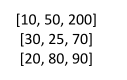 [10, 50, 200]
[30, 25, 70]
[20, 80, 90]